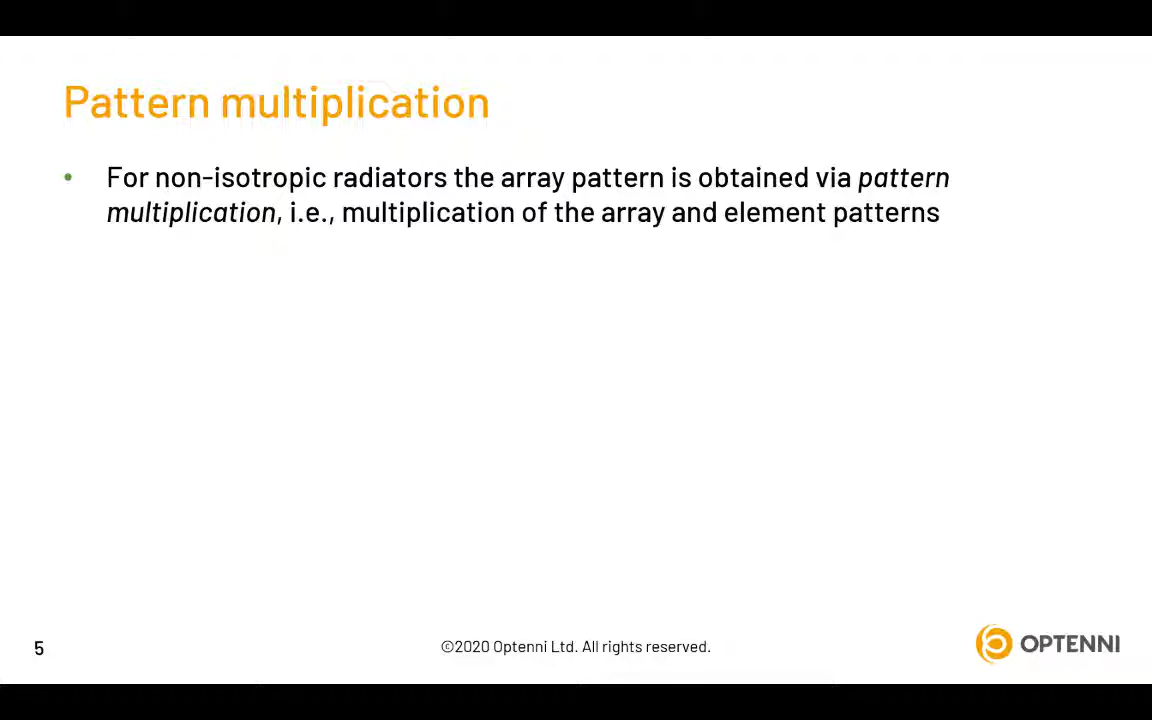 Pattern multiplication
• For non-isotropic radiators the array pattern is obtained via pattern
multiplication, i.e., multiplication of the array and element patterns
5
©2020 Optenni Ltd. All rights reserved.
OPTENNI